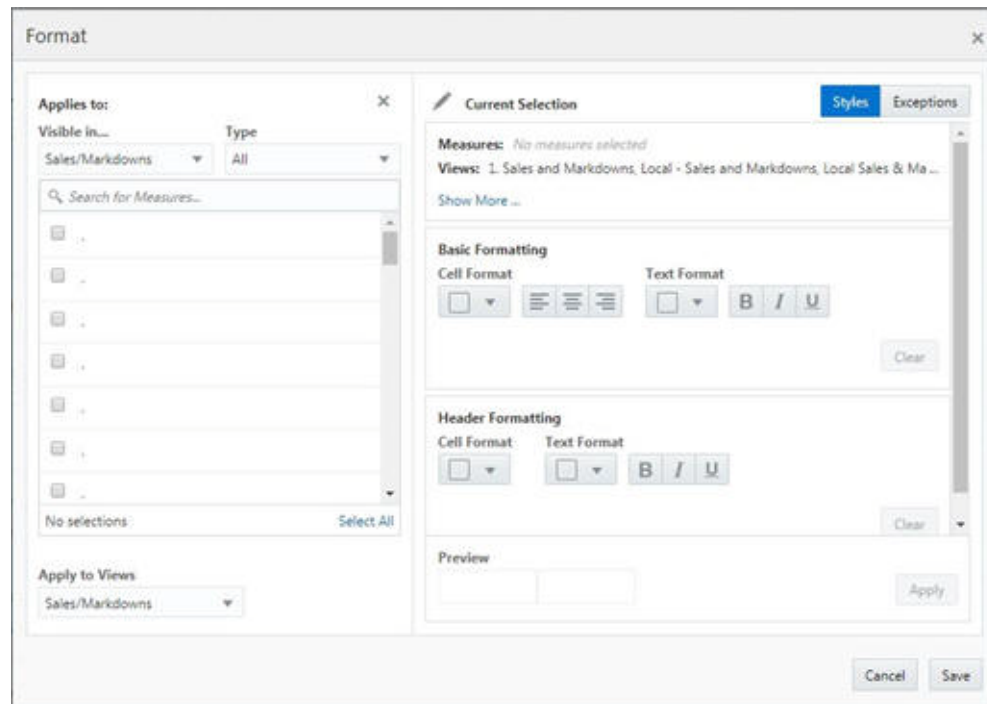 Format
Applies to:
Visible in...
Type
Sales/Markdowns
All
Search for Measures...
.
.
.
.
.
.
.
No selections
Select All
Apply to Views
Sales/Markdowns
Current Selection
Styles
Exceptions
Measures: No measures selected
Views: 1. Sales and Markdowns, Local - Sales and Markdowns, Local Sales & Ma ...
Show More ...
Basic Formatting
Cell Format
Text Format
B I U
Clear
Header Formatting
Cell Format
Text Format
B I U
Clear
Preview
Apply
Cancel
Save